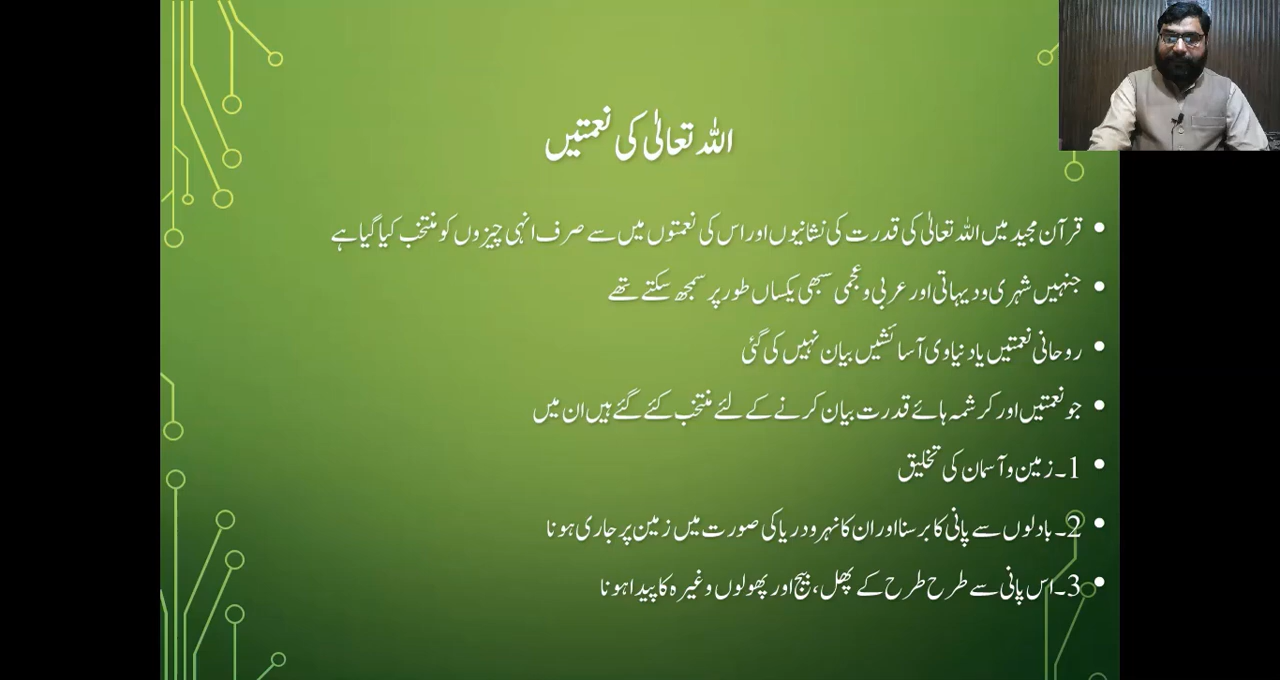 اللہ تعالیٰ کی نعمتیں
• قرآن مجید میں اللہ تعالیٰ کی قدرت کی نشانیوں اور اس کی نعمتوں میں سے صرف انہی چیزوں کو منتخب کیا گیا ہے
• جنہیں شہری و دیہاتی اور عربی و عجمی سبھی یکساں طور پر سمجھ سکتے تھے
• روحانی نعمتیں یا دنیاوی آسائشیں بیان نہیں کی گئی
• جو نعمتیں اور کرشمہ ہائے قدرت بیان کرنے کے لئے منتخب کئے گئے ہیں ان میں
• 1۔ زمین و آسمان کی تخلیق
• 2۔ بادلوں سے پانی کا برسنا اور ان کا نہر و دریا کی صورت میں زمین پر جاری ہونا
• 3۔ اس پانی سے طرح طرح کے پھل، بیج اور پھولوں وغیرہ کا پیدا ہونا